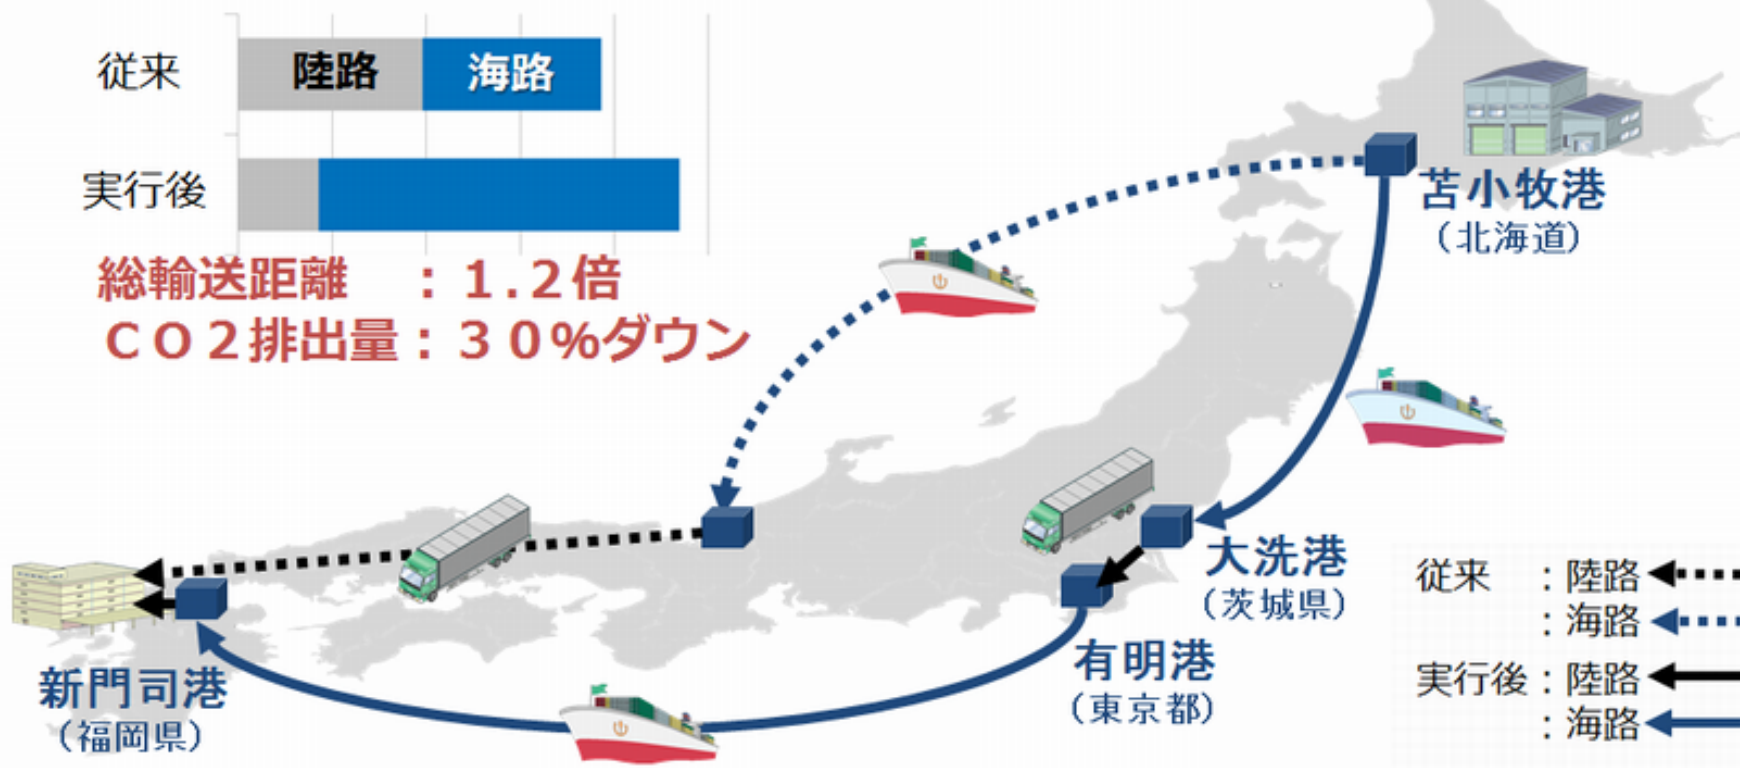 従来
陸路
海路
実行後
総輸送距離 ：１.２倍
ＣＯ２排出量：３０％ダウン
苫小牧港
（北海道）
大洗港
（茨城県）
有明港
（東京都）
新門司港
（福岡県）
従来 ：陸路
：海路
実行後：陸路
：海路